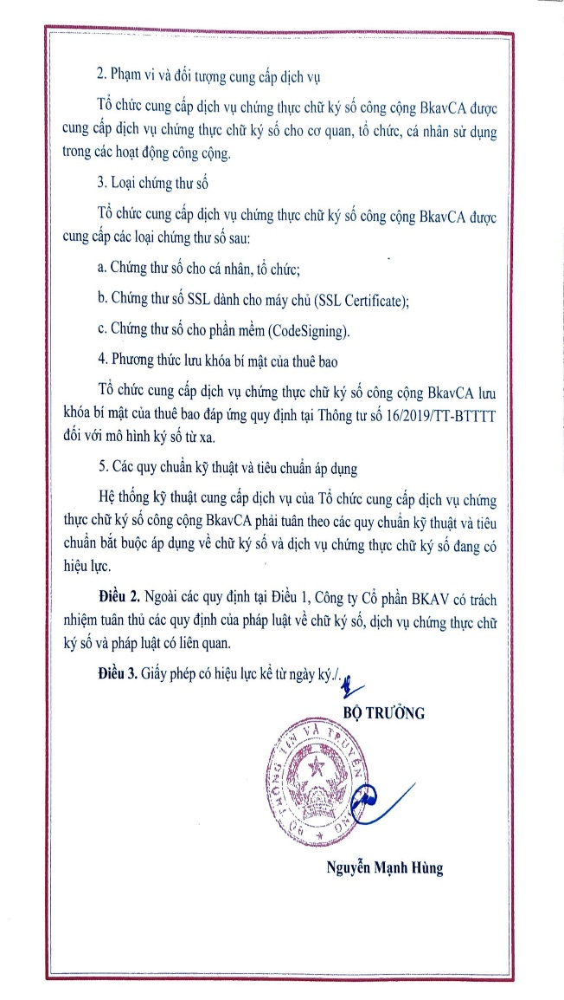 2. Phạm vi và đối tượng cung cấp dịch vụ
Tổ chức cung cấp dịch vụ chứng thực chữ ký số công cộng BkavCA được
cung cấp dịch vụ chứng thực chữ ký số cho cơ quan, tổ chức, cá nhân sử dụng
trong các hoạt động công cộng.
3. Loại chứng thư số
Tổ chức cung cấp dịch vụ chứng thực chữ ký số công cộng BkavCA được
cung cấp các loại chứng thư số sau:
a. Chứng thư số cho cá nhân, tổ chức;
b. Chứng thư số SSL dành cho máy chủ (SSL Certificate);
c. Chứng thư số cho phần mềm (CodeSigning).
4. Phương thức lưu khóa bí mật của thuê bao
Tổ chức cung cấp dịch vụ chứng thực chữ ký số công cộng BkavCA lưu
khóa bí mật của thuê bao đáp ứng quy định tại Thông tư số 16/2019/TT-BTTTT
đối với mô hình ký số từ xa.
5. Các quy chuẩn kỹ thuật và tiêu chuẩn áp dụng
Hệ thống kỹ thuật cung cấp dịch vụ của Tổ chức cung cấp dịch vụ chứng
thực chữ ký số công cộng BkavCA phải tuân theo các quy chuẩn kỹ thuật và tiêu
chuẩn bắt buộc áp dụng về chữ ký số và dịch vụ chứng thực chữ ký số đang có
hiệu lực.
Điều 2. Ngoài các quy định tại Điều 1, Công ty Cổ phần BKAV có trách
nhiệm tuân thủ các quy định của pháp luật về chữ ký số, dịch vụ chứng thực chữ
ký số và pháp luật có liên quan.
Điều 3. Giấy phép có hiệu lực kể từ ngày ký./.
BỘ TRƯỞNG
BỘ THÔNG TIN VÀ TRUYỀN THÔNG
Nguyễn Mạnh Hùng